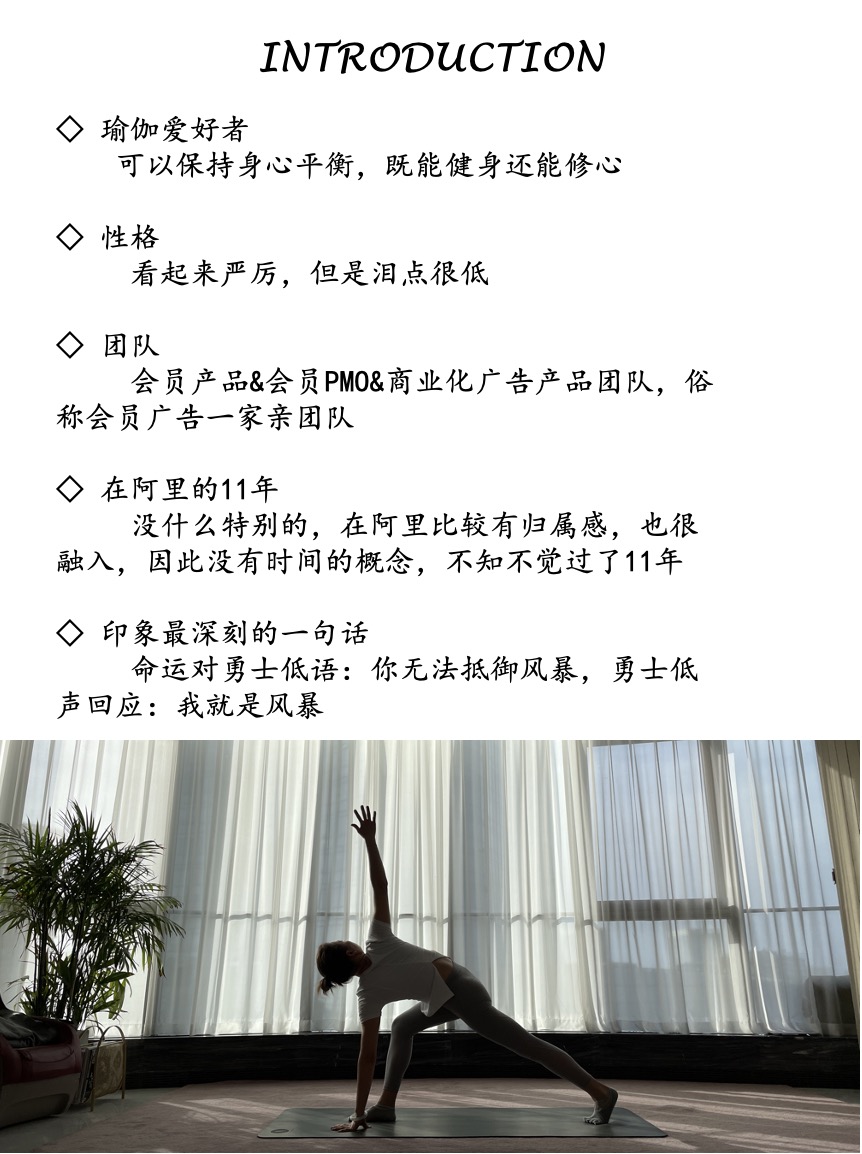 INTRODUCTION
◇ 瑜伽爱好者
可以保持身心平衡，既能健身还能修心
◇ 性格
看起来严厉，但是泪点很低
◇ 团队
会员产品&会员PMO&商业化广告产品团队，俗
称会员广告一家亲团队
◇ 在阿里的11年
没什么特别的，在阿里比较有归属感，也很
融入，因此没有时间的概念，不知不觉过了11年
◇ 印象最深刻的一句话
命运对勇士低语：你无法抵御风暴，勇士低
声回应：我就是风暴